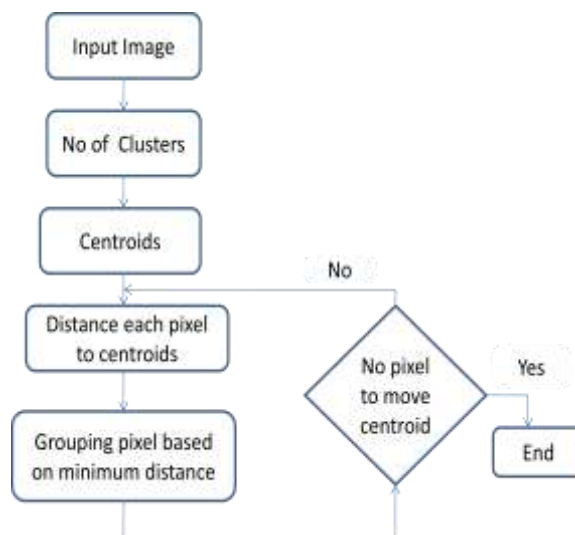 Input Image
No of Clusters
Centroids
No
Distance each pixel
to centroids
No pixel
to move
centroid
Yes
Grouping pixel based
on minimum distance
End